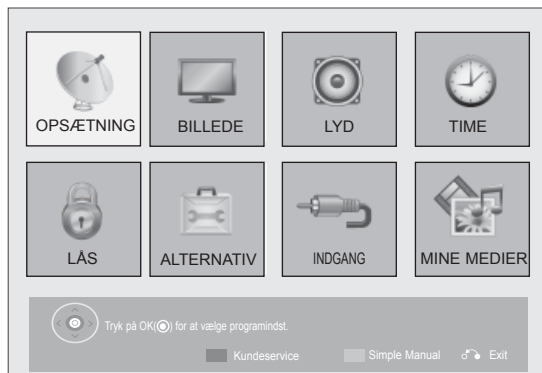 OPSÆTNING BILLEDE LYD TIME
LÅS ALTERNATIV INDGANG MINE MEDIER
Tryk på OK(◉) for at vælge programindst.
Kundeservice Simple Manual Exit